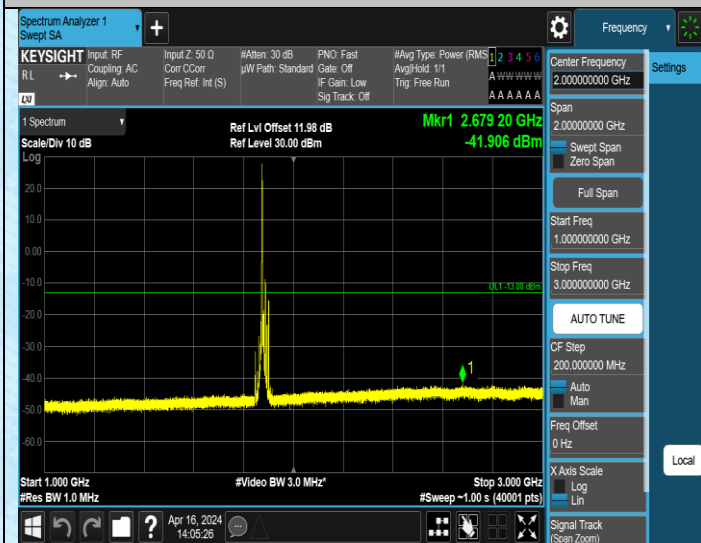 Spectrum Analyzer 1
Swept SA
Frequency
KEYSIGHT
RL
LXI
Input: RF
Coupling: AC
Align: Auto
Input Z: 50 Ω
Corr CCorr
Freq Ref: Int (S)
#Atten: 30 dB
µW Path: Standard
PNO: Fast
Gate: Off
IF Gain: Low
Sig Track: Off
#Avg Type: Power (RMS
Avg|Hold: 1/1
Trig: Free Run
1 2 3 4 5 6
A W W W W W
A A A A A A
1 Spectrum
Scale/Div 10 dB
Log
Ref Lvl Offset 11.98 dB
Ref Level 30.00 dBm
Mkr1 2.679 20 GHz
-41.906 dBm
20.0
10.0
0.00
-10.0
-20.0
-30.0
-40.0
-50.0
-60.0
DL1 -13.00 dBm
1
Start 1.000 GHz
#Res BW 1.0 MHz
#Video BW 3.0 MHz*
Stop 3.000 GHz
#Sweep ~1.00 s (40001 pts)
Apr 16, 2024
14:05:26
Center Frequency
2.000000000 GHz
Span
2.00000000 GHz
Swept Span
Zero Span
Full Span
Start Freq
1.000000000 GHz
Stop Freq
3.000000000 GHz
AUTO TUNE
CF Step
200.000000 MHz
Auto
Man
Freq Offset
0 Hz
X Axis Scale
Log
Lin
Signal Track
(Span Zoom)
Settings
Local